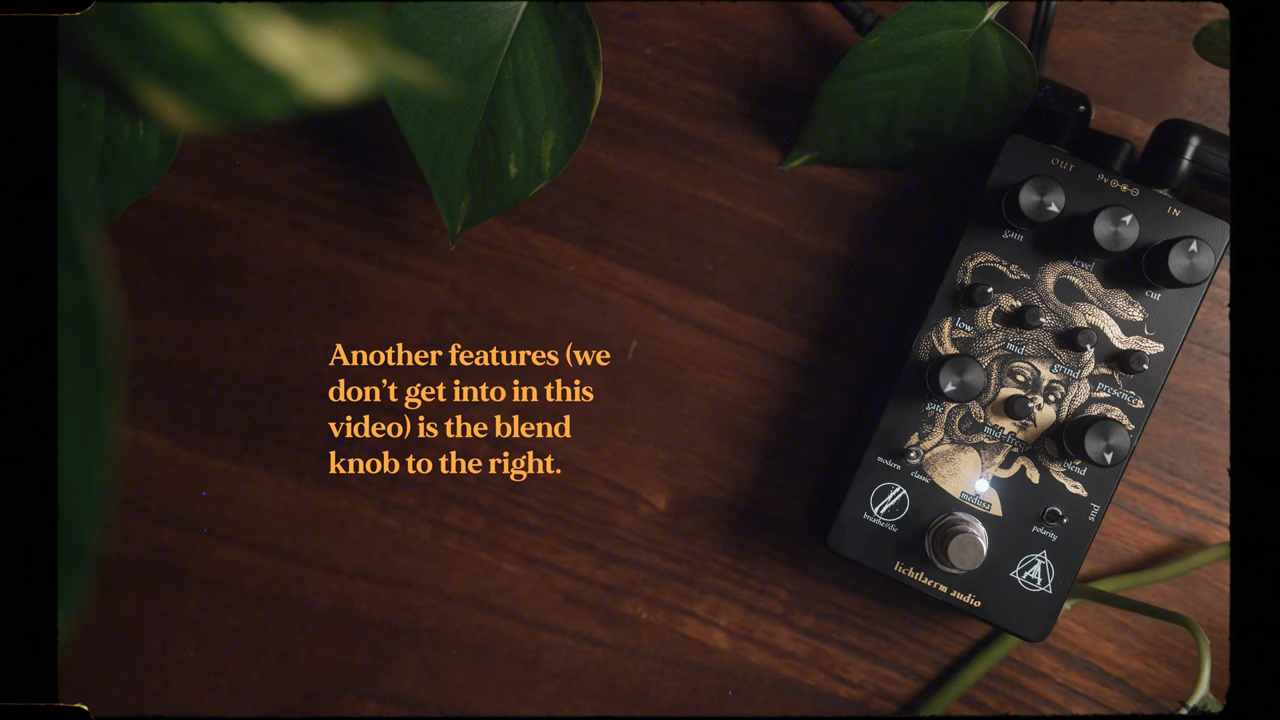 Another features (we
don't get into in this
video) is the blend
knob to the right.
OUT
9v
IN
gain
level
cut
low
mid
grind
presence
gate
mid-freq
blend
modern
classic
medusa
snd
polarity
breathe//die
lichtlaerm audio